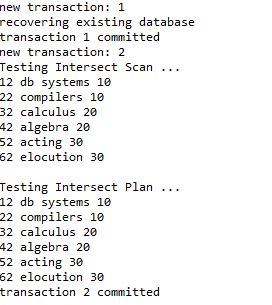 new transaction: 1
recovering existing database
transaction 1 committed
new transaction: 2
Testing Intersect Scan ...
12 db systems 10
22 compilers 10
32 calculus 20
42 algebra 20
52 acting 30
62 elocution 30

Testing Intersect Plan ...
12 db systems 10
22 compilers 10
32 calculus 20
42 algebra 20
52 acting 30
62 elocution 30
transaction 2 committed